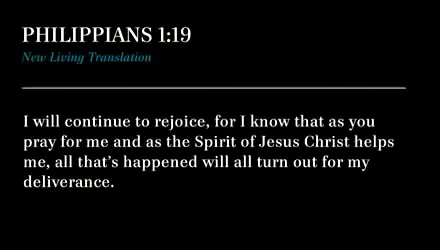 PHILIPPIANS 1:19
New Living Translation
I will continue to rejoice, for I know that as you
pray for me and as the Spirit of Jesus Christ helps
me, all that’s happened will all turn out for my
deliverance.